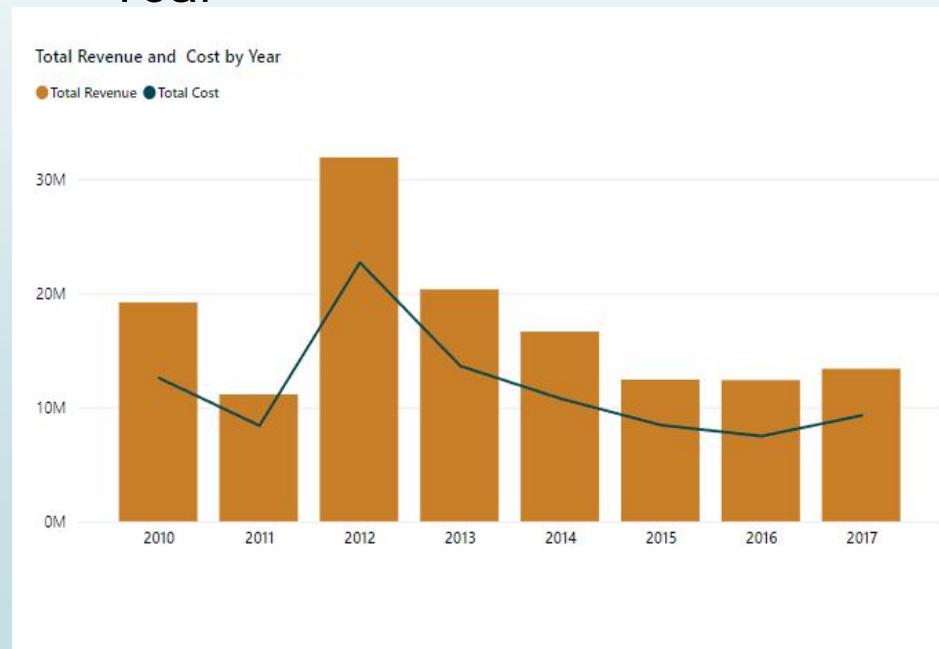 Total Revenue and  Cost by Year
Total Revenue Total Cost
30M
20M
10M
0M
2010 2011 2012 2013 2014 2015 2016 2017